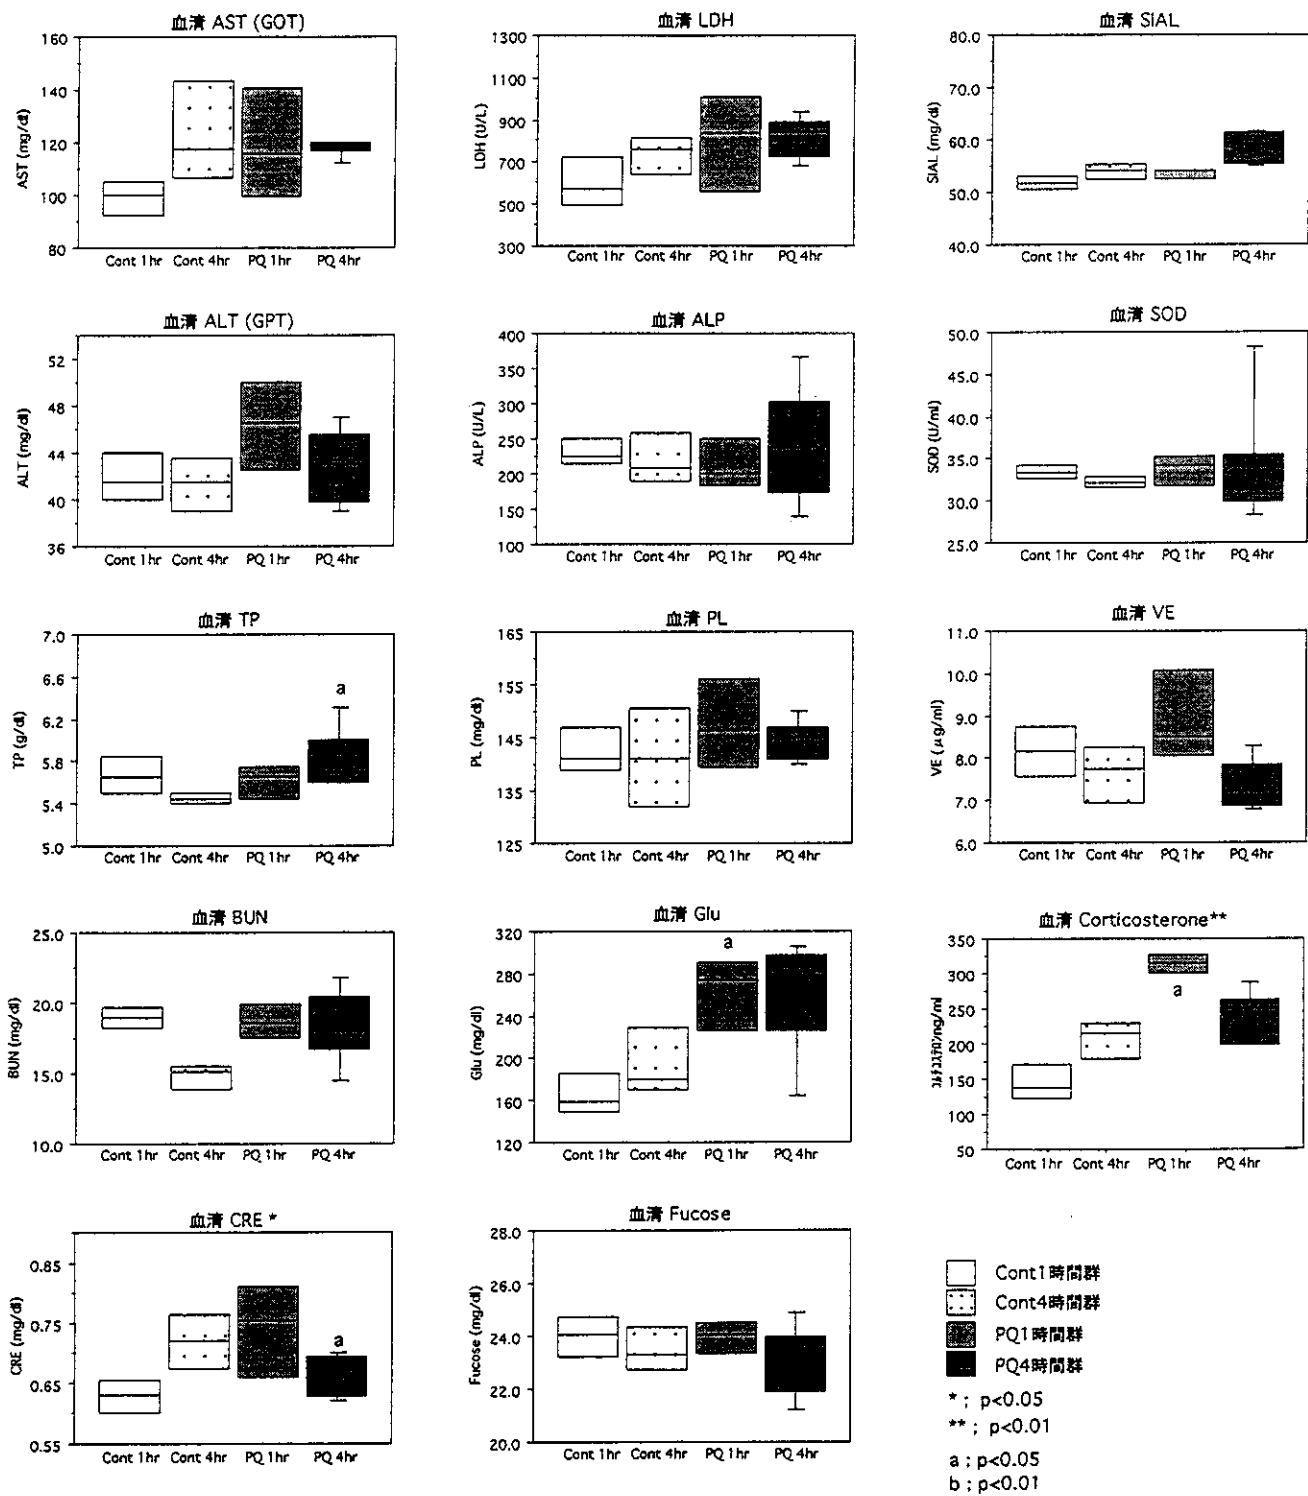 血清 AST (GOT)
AST (mg/dl)
160
140
120
100
80
Cont 1hr Cont 4hr PQ 1hr PQ 4hr
血清 LDH
LDH (U/L)
1300
1100
900
700
500
300
Cont 1hr Cont 4hr PQ 1hr PQ 4hr
血清 SIAL
SIAL (mg/dl)
80.0
70.0
60.0
50.0
40.0
Cont 1hr Cont 4hr PQ 1hr PQ 4hr
血清 ALT (GPT)
ALT (mg/dl)
52
48
44
40
36
Cont 1hr Cont 4hr PQ 1hr PQ 4hr
血清 ALP
ALP (U/L)
400
350
300
250
200
150
100
Cont 1hr Cont 4hr PQ 1hr PQ 4hr
血清 SOD
SOD (U/ml)
50.0
45.0
40.0
35.0
30.0
25.0
Cont 1hr Cont 4hr PQ 1hr PQ 4hr
血清 TP
TP (g/dl)
7.0
6.6
6.2
5.8
5.4
5.0
a
Cont 1hr Cont 4hr PQ 1hr PQ 4hr
血清 PL
PL (mg/dl)
165
155
145
135
125
Cont 1hr Cont 4hr PQ 1hr PQ 4hr
血清 VE
VE (μg/ml)
11.0
10.0
9.0
8.0
7.0
6.0
Cont 1hr Cont 4hr PQ 1hr PQ 4hr
血清 BUN
BUN (mg/dl)
25.0
20.0
15.0
10.0
Cont 1hr Cont 4hr PQ 1hr PQ 4hr
血清 Glu
Glu (mg/dl)
320
280
240
200
160
120
a
Cont 1hr Cont 4hr PQ 1hr PQ 4hr
血清 Corticosterone**
ｺﾙﾁｺｽﾃﾛﾝng/ml
350
300
250
200
150
100
50
a
Cont 1hr Cont 4hr PQ 1hr PQ 4hr
血清 CRE *
CRE (mg/dl)
0.85
0.75
0.65
0.55
a
Cont 1hr Cont 4hr PQ 1hr PQ 4hr
血清 Fucose
Fucose (mg/dl)
28.0
26.0
24.0
22.0
20.0
Cont 1hr Cont 4hr PQ 1hr PQ 4hr
Cont1時間群
Cont4時間群
PQ1時間群
PQ4時間群
* ; p<0.05
** ; p<0.01
a ; p<0.05
b ; p<0.01